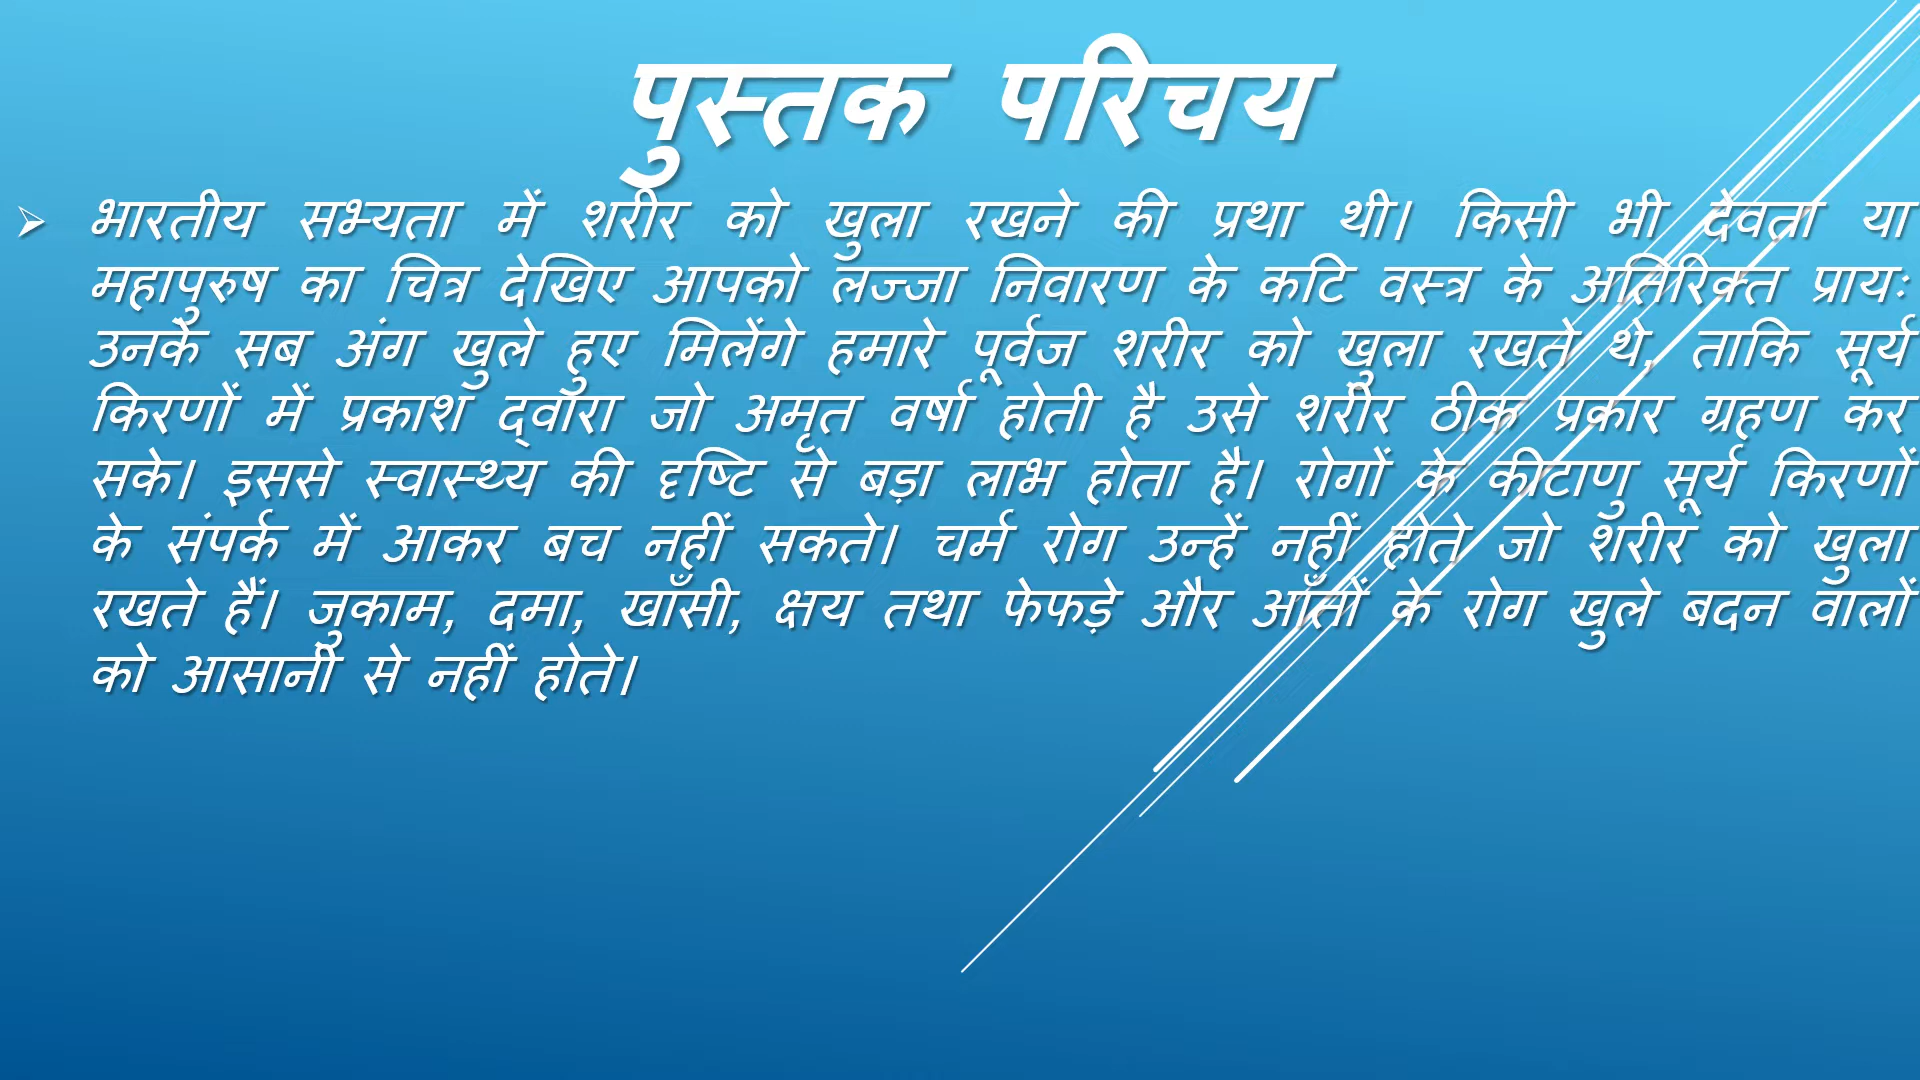 पुस्तक परिचय
भारतीय सभ्यता में शरीर को खुला रखने की प्रथा थी। किसी भी देवता या
महापुरुष का चित्र देखिए आपको लज्जा निवारण के कटि वस्त्र के अतिरिक्त प्रायः
उनके सब अंग खुले हुए मिलेंगे हमारे पूर्वज शरीर को खुला रखते थे, ताकि सूर्य
किरणों में प्रकाश द्वारा जो अमृत वर्षा होती है उसे शरीर ठीक प्रकार ग्रहण कर
सके। इससे स्वास्थ्य की दृष्टि से बड़ा लाभ होता है। रोगों के कीटाणु सूर्य किरणों
के संपर्क में आकर बच नहीं सकते। चर्म रोग उन्हें नहीं होते जो शरीर को खुला
रखते हैं। जुकाम, दमा, खाँसी, क्षय तथा फेफड़े और आँतों के रोग खुले बदन वालों
को आसानी से नहीं होते।